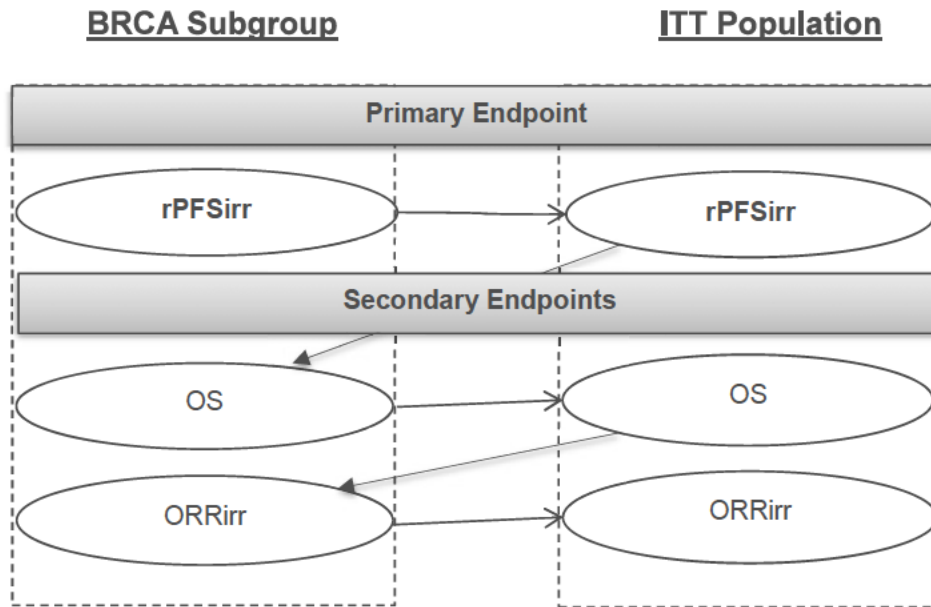 BRCA Subgroup
ITT Population
Primary Endpoint
rPFSirr
rPFSirr
Secondary Endpoints
OS
OS
ORRirr
ORRirr